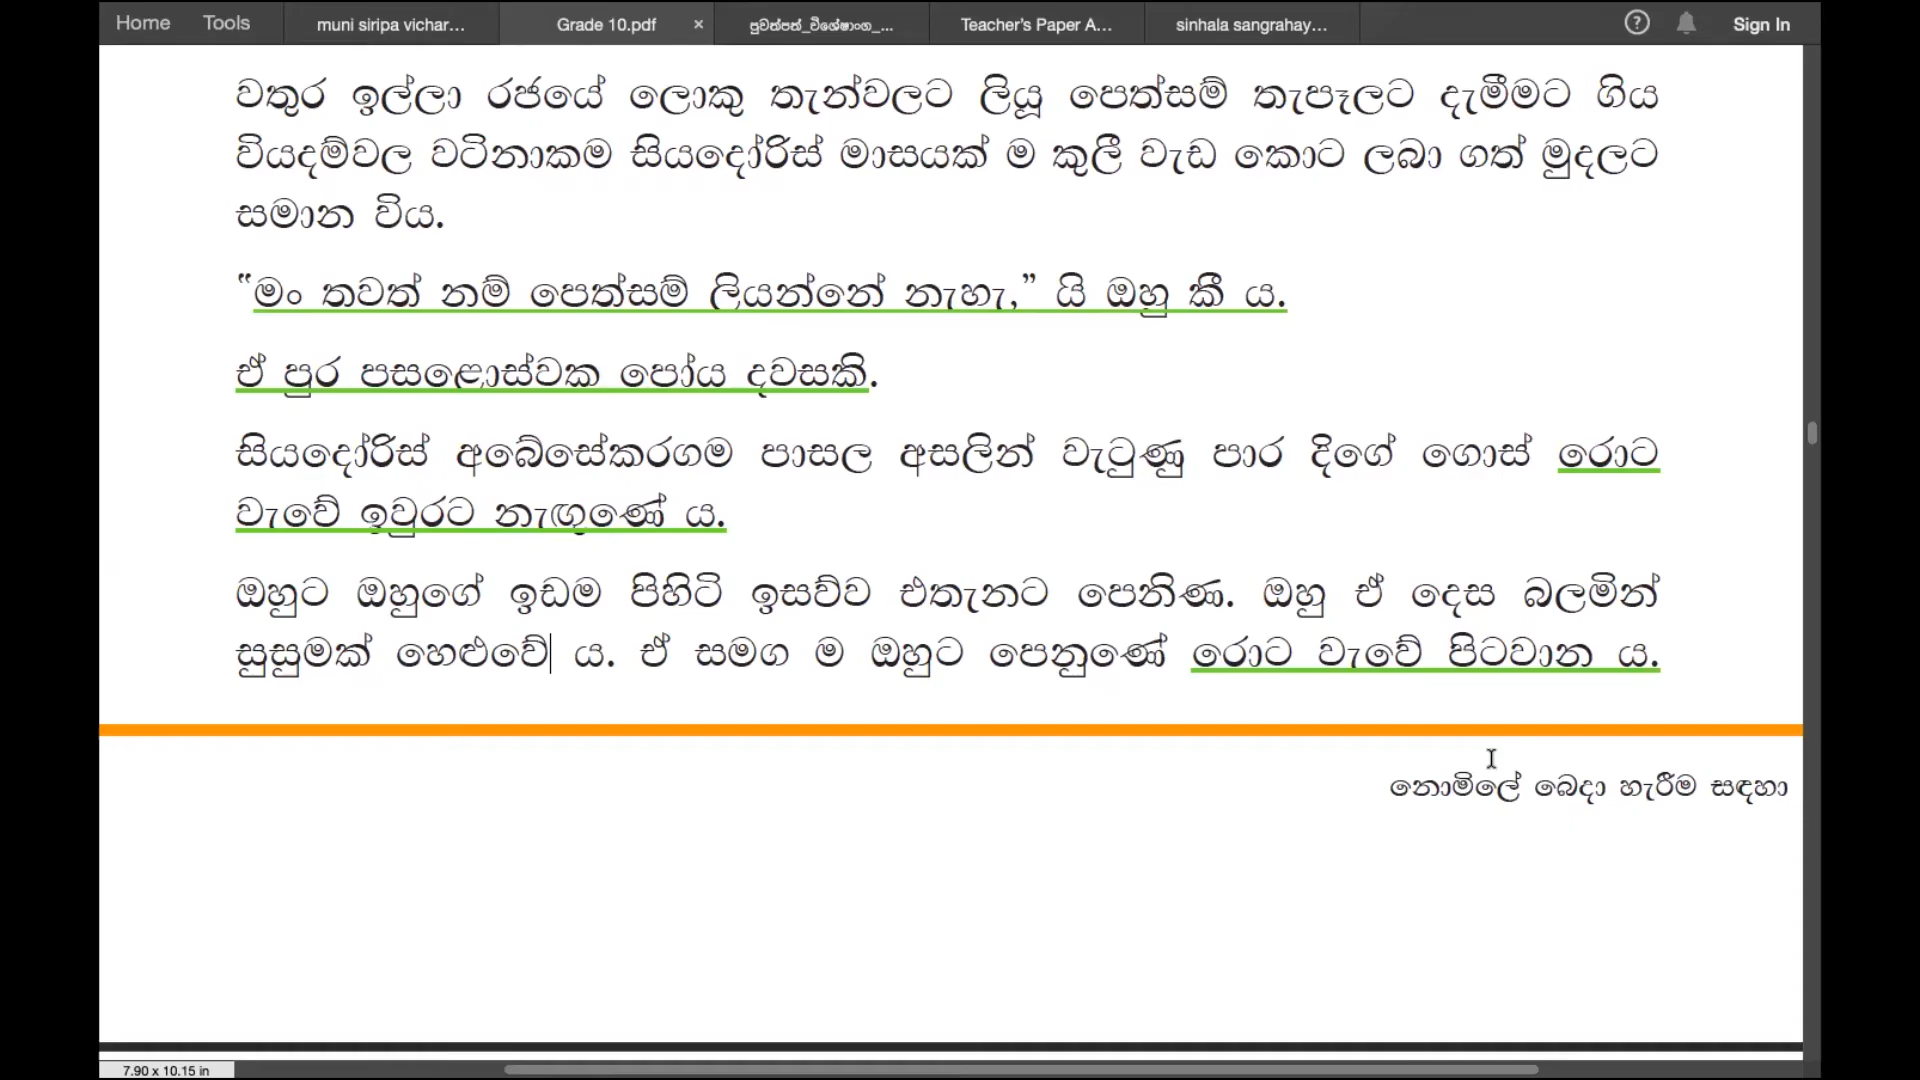 Home Tools muni siripa vichar... Grade 10.pdf × පුවත්පත්_විශේෂාංග_... Teacher's Paper A... sinhala sangrahay... ? Sign In
වතුර ඉල්ලා රජයේ ලොකු තැන්වලට ලියූ පෙත්සම් තැපෑලට දැමීමට ගිය
වියදම්වල වටිනාකම සියදෝරිස් මාසයක් ම කුලී වැඩ කොට ලබා ගත් මුදලට
සමාන විය.
“මං තවත් නම් පෙත්සම් ලියන්නේ නැහැ,” යි ඔහු කී ය.
ඒ පුර පසළොස්වක පෝය දවසකි.
සියදෝරිස් අබේසේකරගම පාසල අසලින් වැටුණු පාර දිගේ ගොස් රොට
වැවේ ඉවුරට නැඟුණේ ය.
ඔහුට ඔහුගේ ඉඩම පිහිටි ඉසව්ව එතැනට පෙනිණ. ඔහු ඒ දෙස බලමින්
සුසුමක් හෙළුවේ ය. ඒ සමග ම ඔහුට පෙනුණේ රොට වැවේ පිටවාන ය.
නොමිලේ බෙදා හැරීම සඳහා
7.90 x 10.15 in